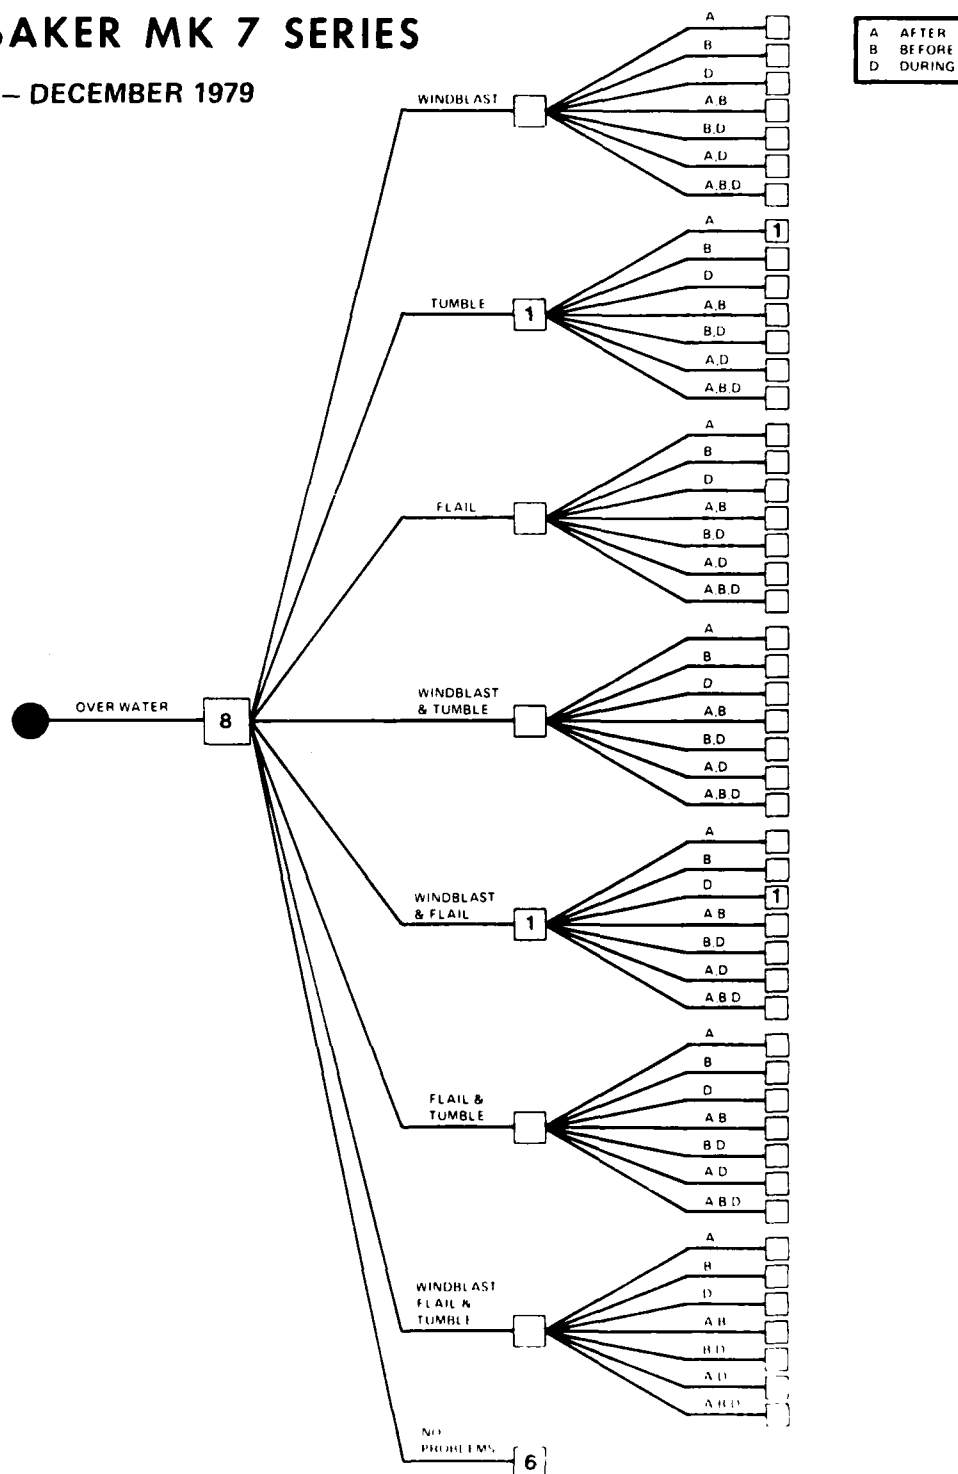 BAKER MK 7 SERIES
– DECEMBER 1979
A AFTER
B BEFORE
D DURING
OVER WATER
8
WINDBLAST
A
B
D
A,B
B,D
A,D
A,B,D
TUMBLE
1
A
1
B
D
A,B
B,D
A,D
A,B,D
FLAIL
A
B
D
A,B
B,D
A,D
A,B,D
WINDBLAST
& TUMBLE
A
B
D
A,B
B,D
A,D
A,B,D
WINDBLAST
& FLAIL
1
A
B
D
1
A B
B,D
A,D
A,B D
FLAIL &
TUMBLE
A
B
D
A B
B D
A D
A B D
WINDBLAST
FLAIL &
TUMBLE
A
B
D
A B
B D
A D
A B D
NO
PROBLEMS
6